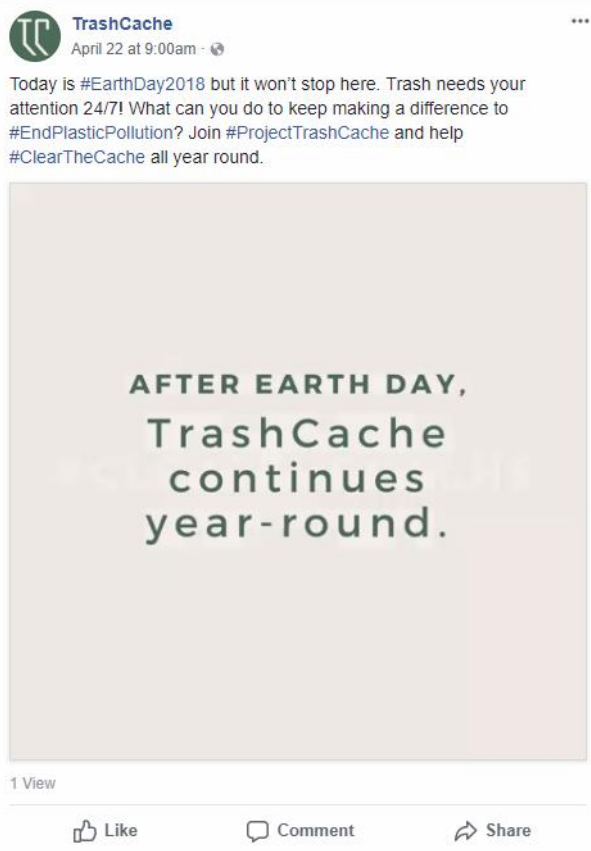 TC
TrashCache
April 22 at 9:00am ·
Today is #EarthDay2018 but it won't stop here. Trash needs your
attention 24/7! What can you do to keep making a difference to
#EndPlasticPollution? Join #ProjectTrashCache and help
#ClearTheCache all year round.
AFTER EARTH DAY,
TrashCache
continues
year-round.
1 View
Like Comment Share